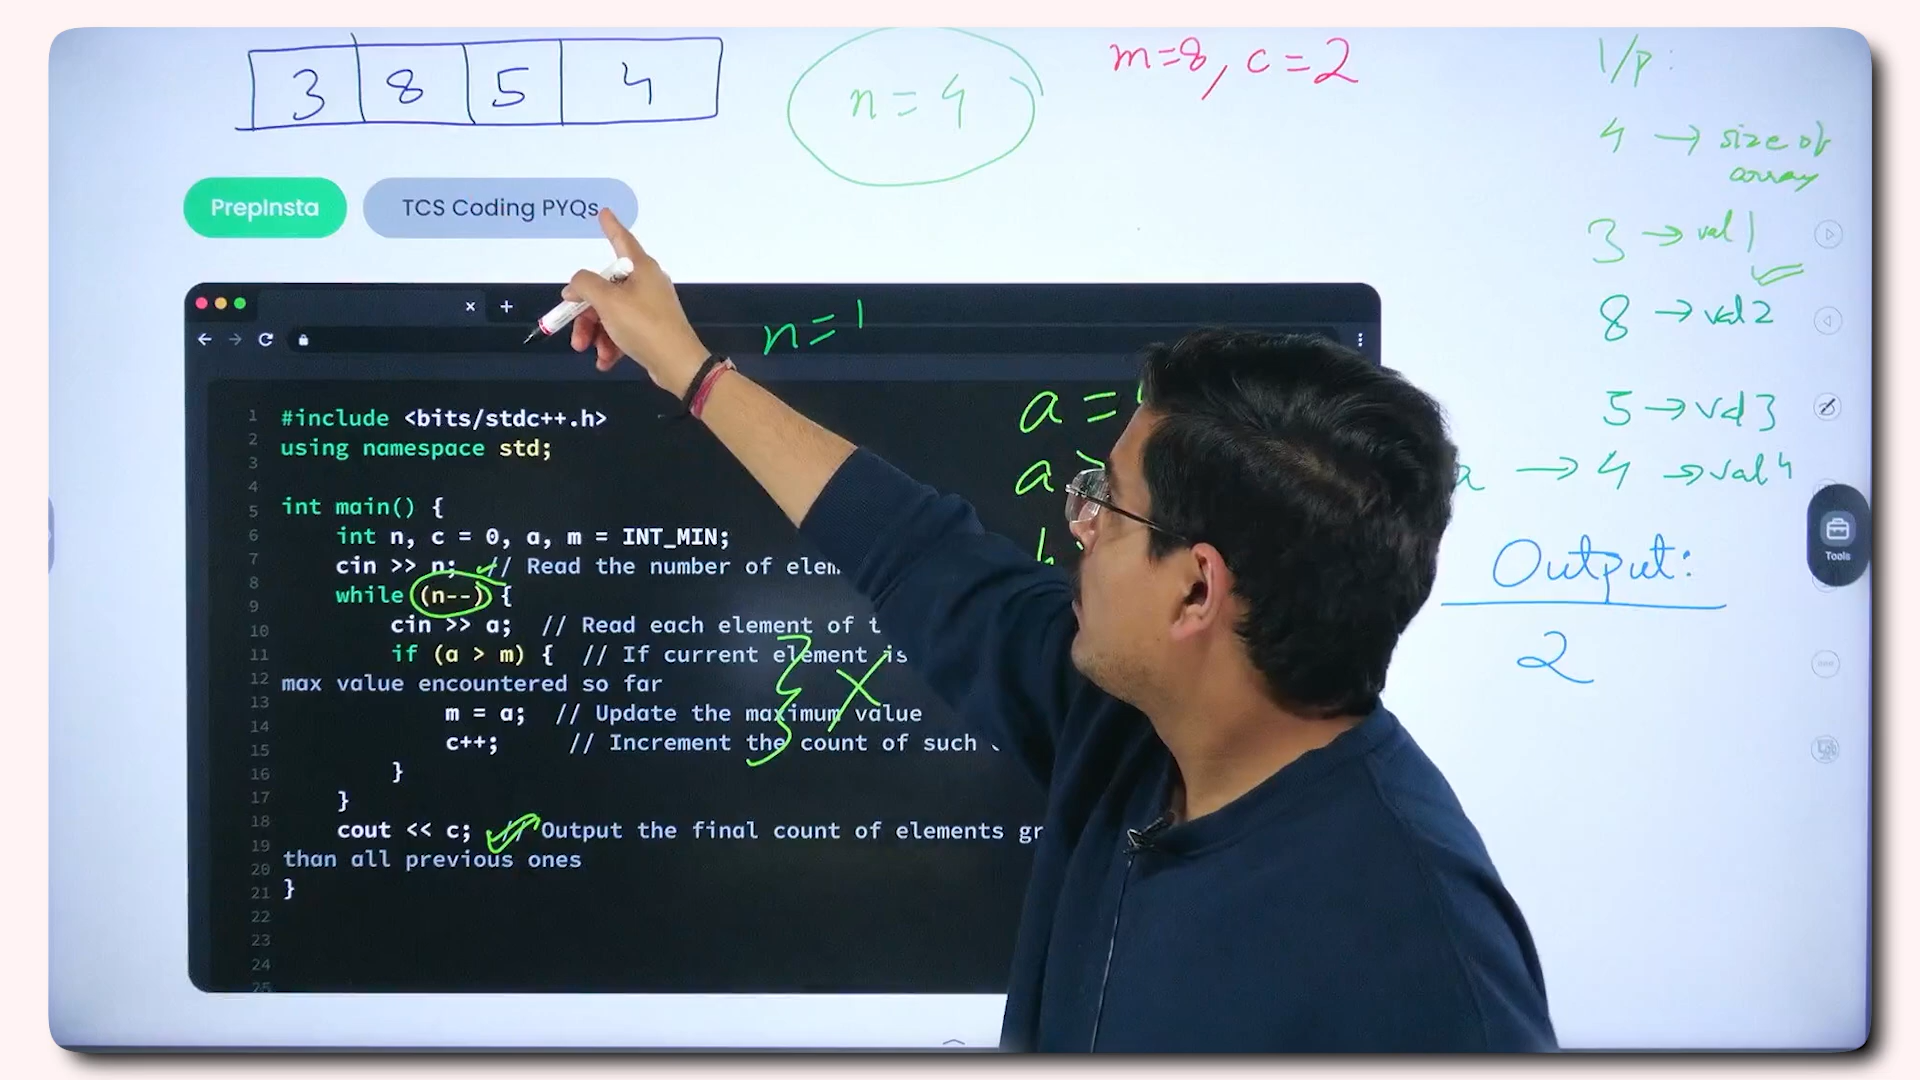 3 8 5 4
n = 4
m=8, c=2
I/p:
4 → size of
array
3 → val 1
8 → val 2
5 → val 3
→ 4 → val 4
Output:
2
PrepInsta
TCS Coding PYQs
n = 1
a =
a >
1 #include <bits/stdc++.h>
2 using namespace std;
3
4
5 int main() {
6 int n, c = 0, a, m = INT_MIN;
7 cin >> n; // Read the number of elem
8 while (n--) {
9
10 cin >> a; // Read each element of t
11 if (a > m) { // If current element is
12 max value encountered so far
13 m = a; // Update the maximum value
14
15 c++; // Increment the count of such
16 }
17 }
18 cout << c; // Output the final count of elements gr
19 than all previous ones
20
21 }
22
23
24
25
Tools